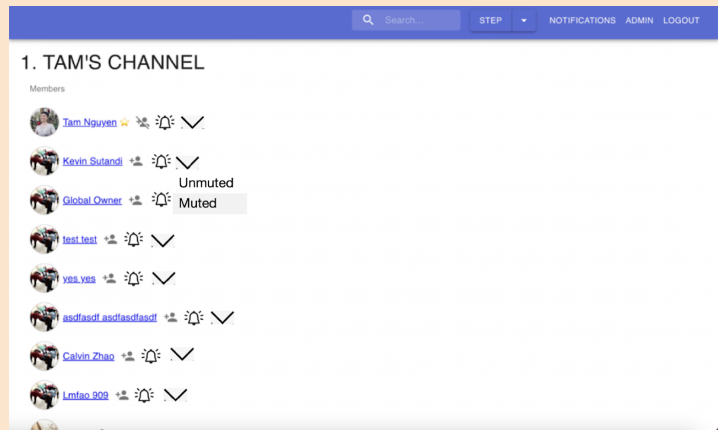 Search... STEP NOTIFICATIONS ADMIN LOGOUT
1. TAM'S CHANNEL
Members
Tam Nguyen
Kevin Sutandi
Unmuted
Global Owner
Muted
test test
yes yes
asdfasdf asdfasdfasdf
Calvin Zhao
Lmfao 909